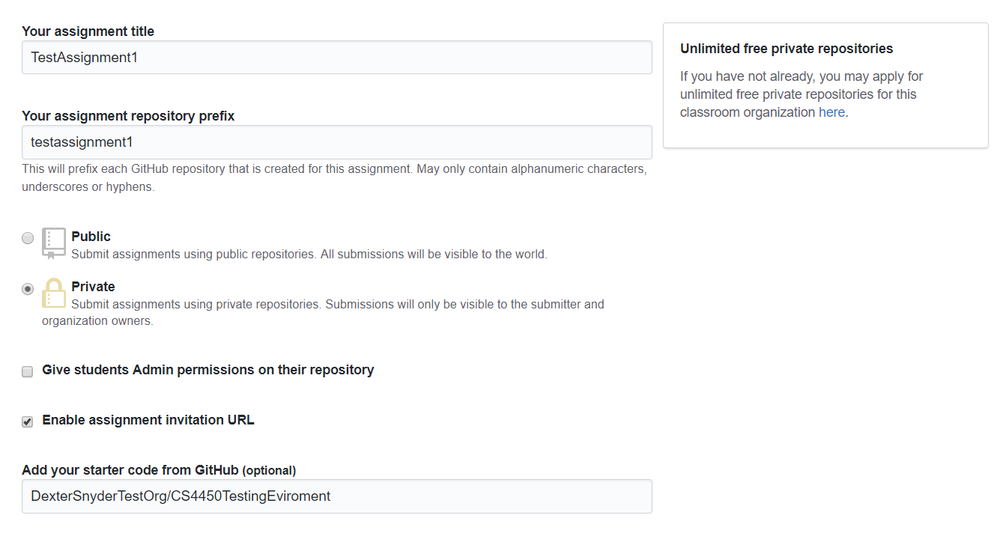 Your assignment title
TestAssignment1
Your assignment repository prefix
testassignment1
This will prefix each GitHub repository that is created for this assignment. May only contain alphanumeric characters,
underscores or hyphens.
Public
Submit assignments using public repositories. All submissions will be visible to the world.
Private
Submit assignments using private repositories. Submissions will only be visible to the submitter and
organization owners.
Give students Admin permissions on their repository
Enable assignment invitation URL
Add your starter code from GitHub (optional)
DexterSnyderTestOrg/CS4450TestingEviroment
Unlimited free private repositories
If you have not already, you may apply for
unlimited free private repositories for this
classroom organization here.